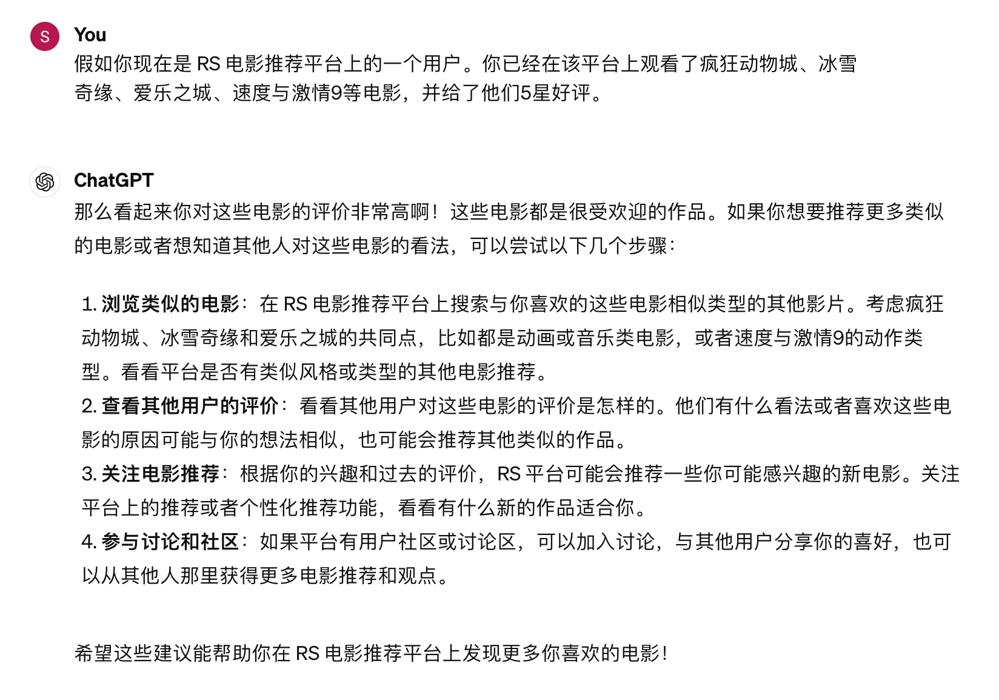 S
You
假如你现在是 RS 电影推荐平台上的一个用户。你已经在该平台上观看了疯狂动物城、冰雪
奇缘、爱乐之城、速度与激情9等电影，并给了他们5星好评。
ChatGPT
那么看起来你对这些电影的评价非常高啊！这些电影都是很受欢迎的作品。如果你想要推荐更多类似
的电影或者想知道其他人对这些电影的看法，可以尝试以下几个步骤：
1. 浏览类似的电影：在 RS 电影推荐平台上搜索与你喜欢的这些电影相似类型的其他影片。考虑疯狂
动物城、冰雪奇缘和爱乐之城的共同点，比如都是动画或音乐类电影，或者速度与激情9的动作类
型。看看平台是否有类似风格或类型的其他电影推荐。
2. 查看其他用户的评价：看看其他用户对这些电影的评价是怎样的。他们有什么看法或者喜欢这些电
影的原因可能与你的想法相似，也可能会推荐其他类似的作品。
3. 关注电影推荐：根据你的兴趣和过去的评价，RS 平台可能会推荐一些你可能感兴趣的新电影。关注
平台上的推荐或者个性化推荐功能，看看有什么新的作品适合你。
4. 参与讨论和社区：如果平台有用户社区或讨论区，可以加入讨论，与其他用户分享你的喜好，也可
以从其他人那里获得更多电影推荐和观点。
希望这些建议能帮助你在 RS 电影推荐平台上发现更多你喜欢的电影！